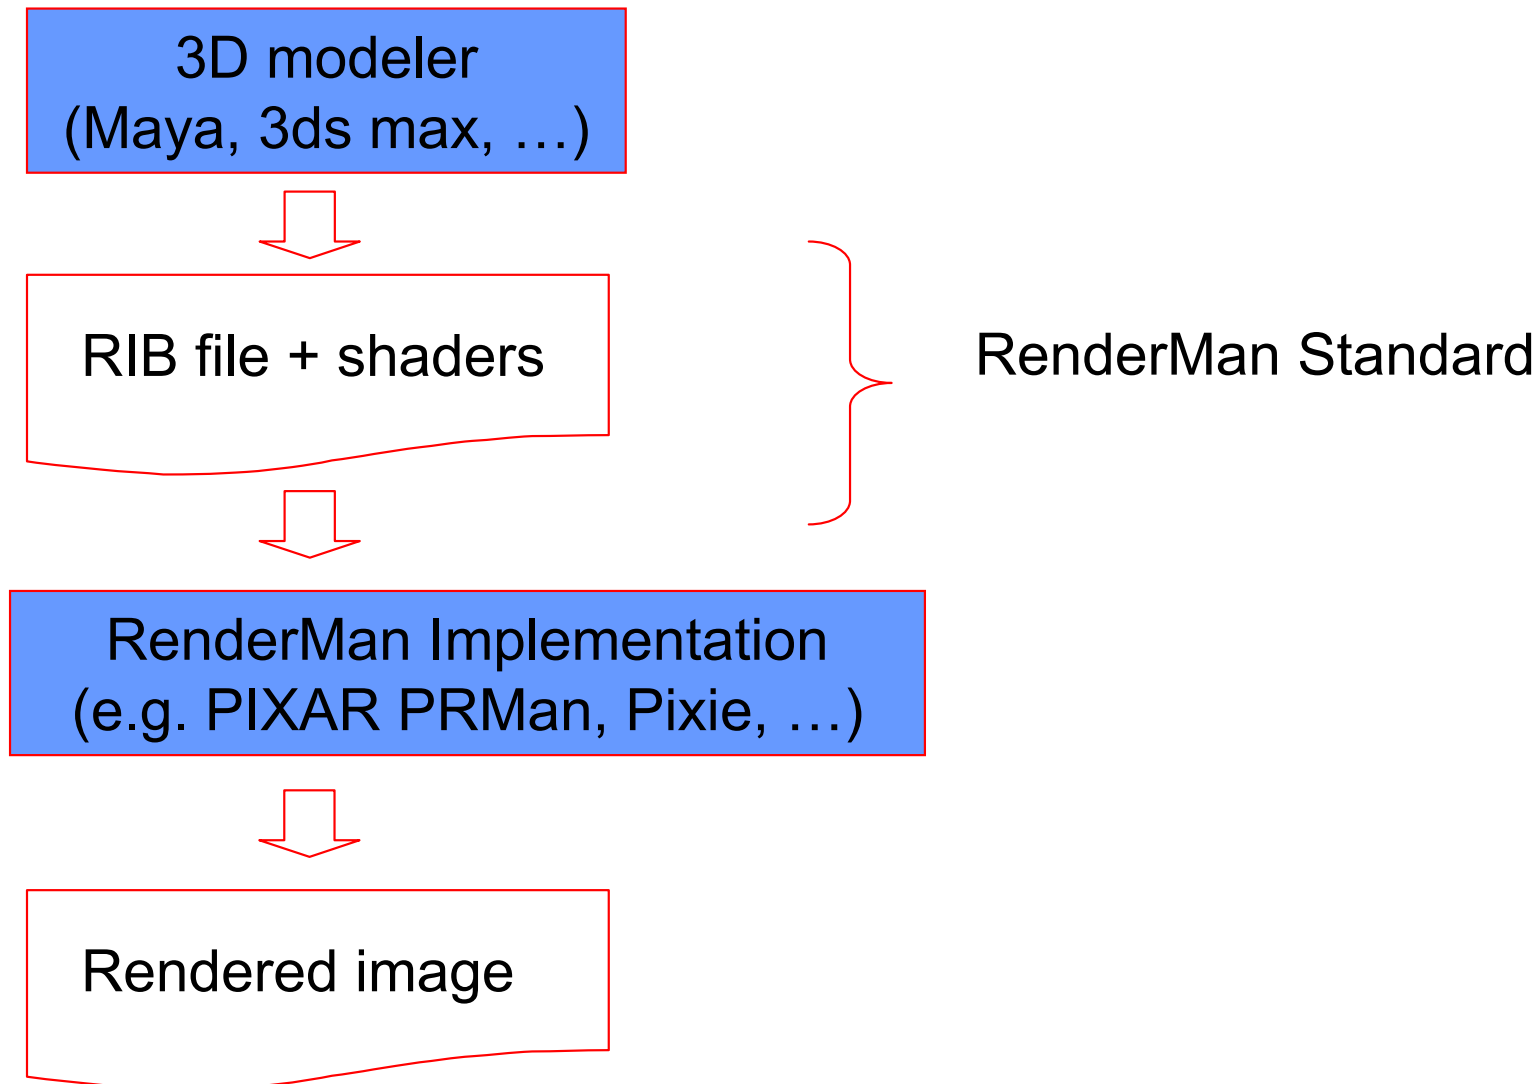 3D modeler
(Maya, 3ds max, …)
RIB file + shaders
RenderMan Standard
RenderMan Implementation
(e.g. PIXAR PRMan, Pixie, …)
Rendered image